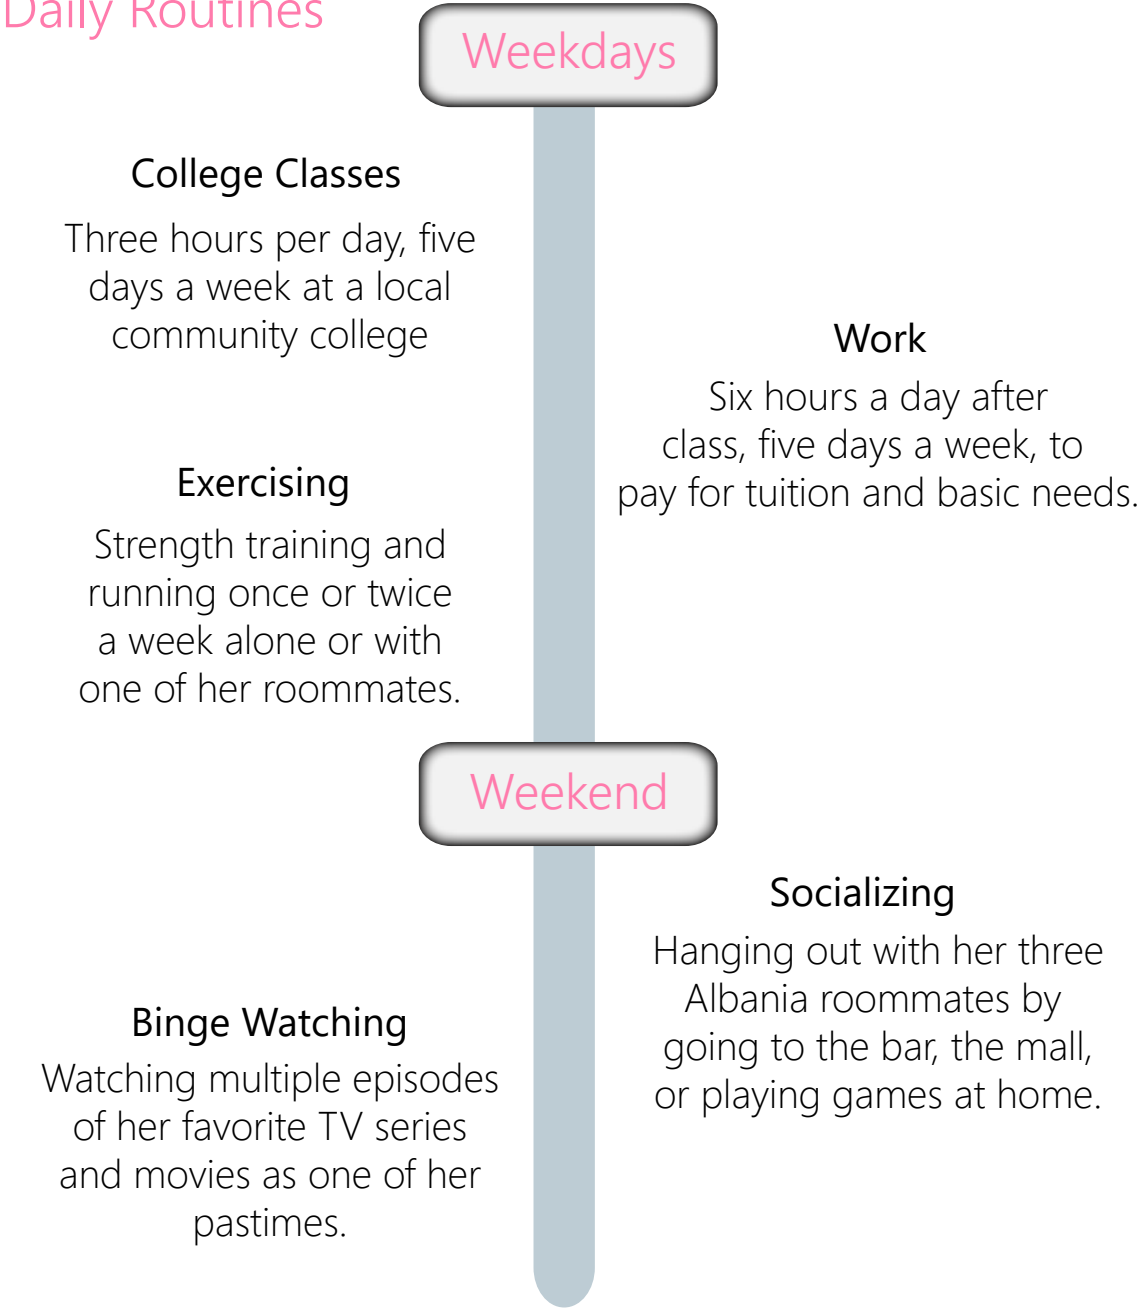 Daily Routines
Weekdays
College Classes
Three hours per day, five
days a week at a local
community college
Work
Six hours a day after
class, five days a week, to
pay for tuition and basic needs.
Exercising
Strength training and
running once or twice
a week alone or with
one of her roommates.
Weekend
Socializing
Hanging out with her three
Albania roommates by
going to the bar, the mall,
or playing games at home.
Binge Watching
Watching multiple episodes
of her favorite TV series
and movies as one of her
pastimes.